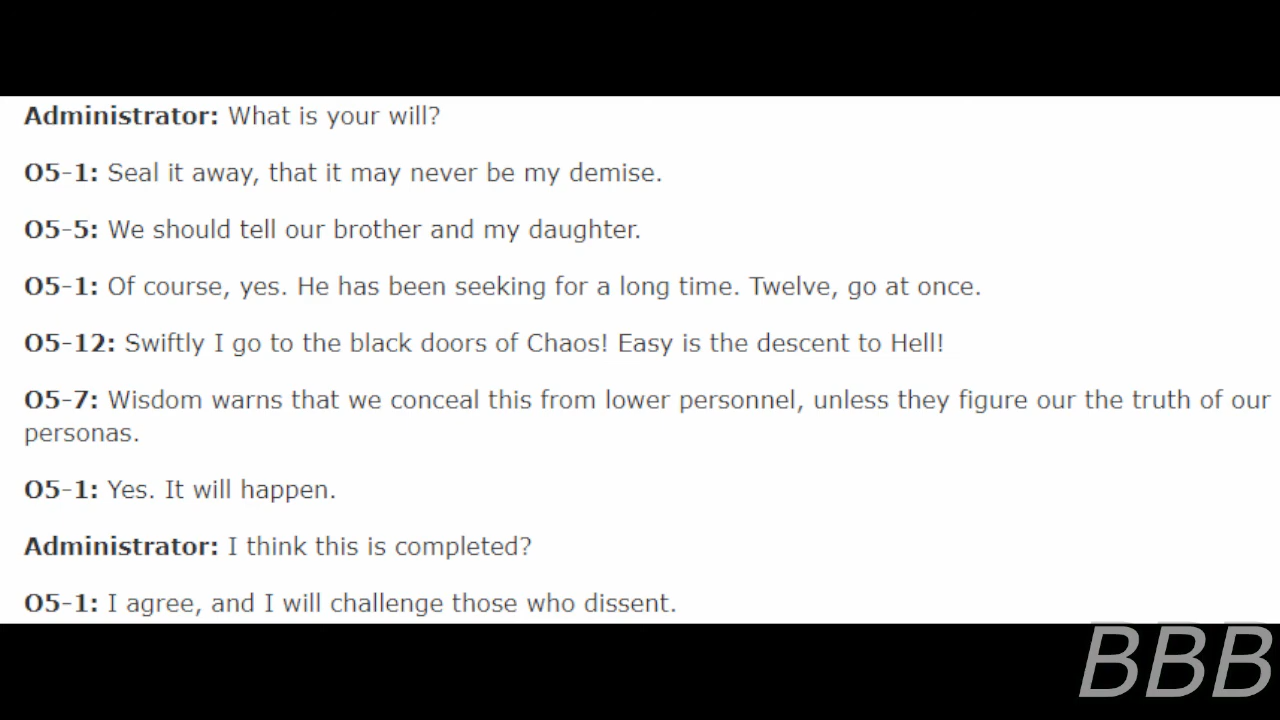 Administrator: What is your will?
O5-1: Seal it away, that it may never be my demise.
O5-5: We should tell our brother and my daughter.
O5-1: Of course, yes. He has been seeking for a long time. Twelve, go at once.
O5-12: Swiftly I go to the black doors of Chaos! Easy is the descent to Hell!
O5-7: Wisdom warns that we conceal this from lower personnel, unless they figure our the truth of our
personas.
O5-1: Yes. It will happen.
Administrator: I think this is completed?
O5-1: I agree, and I will challenge those who dissent.
BBB